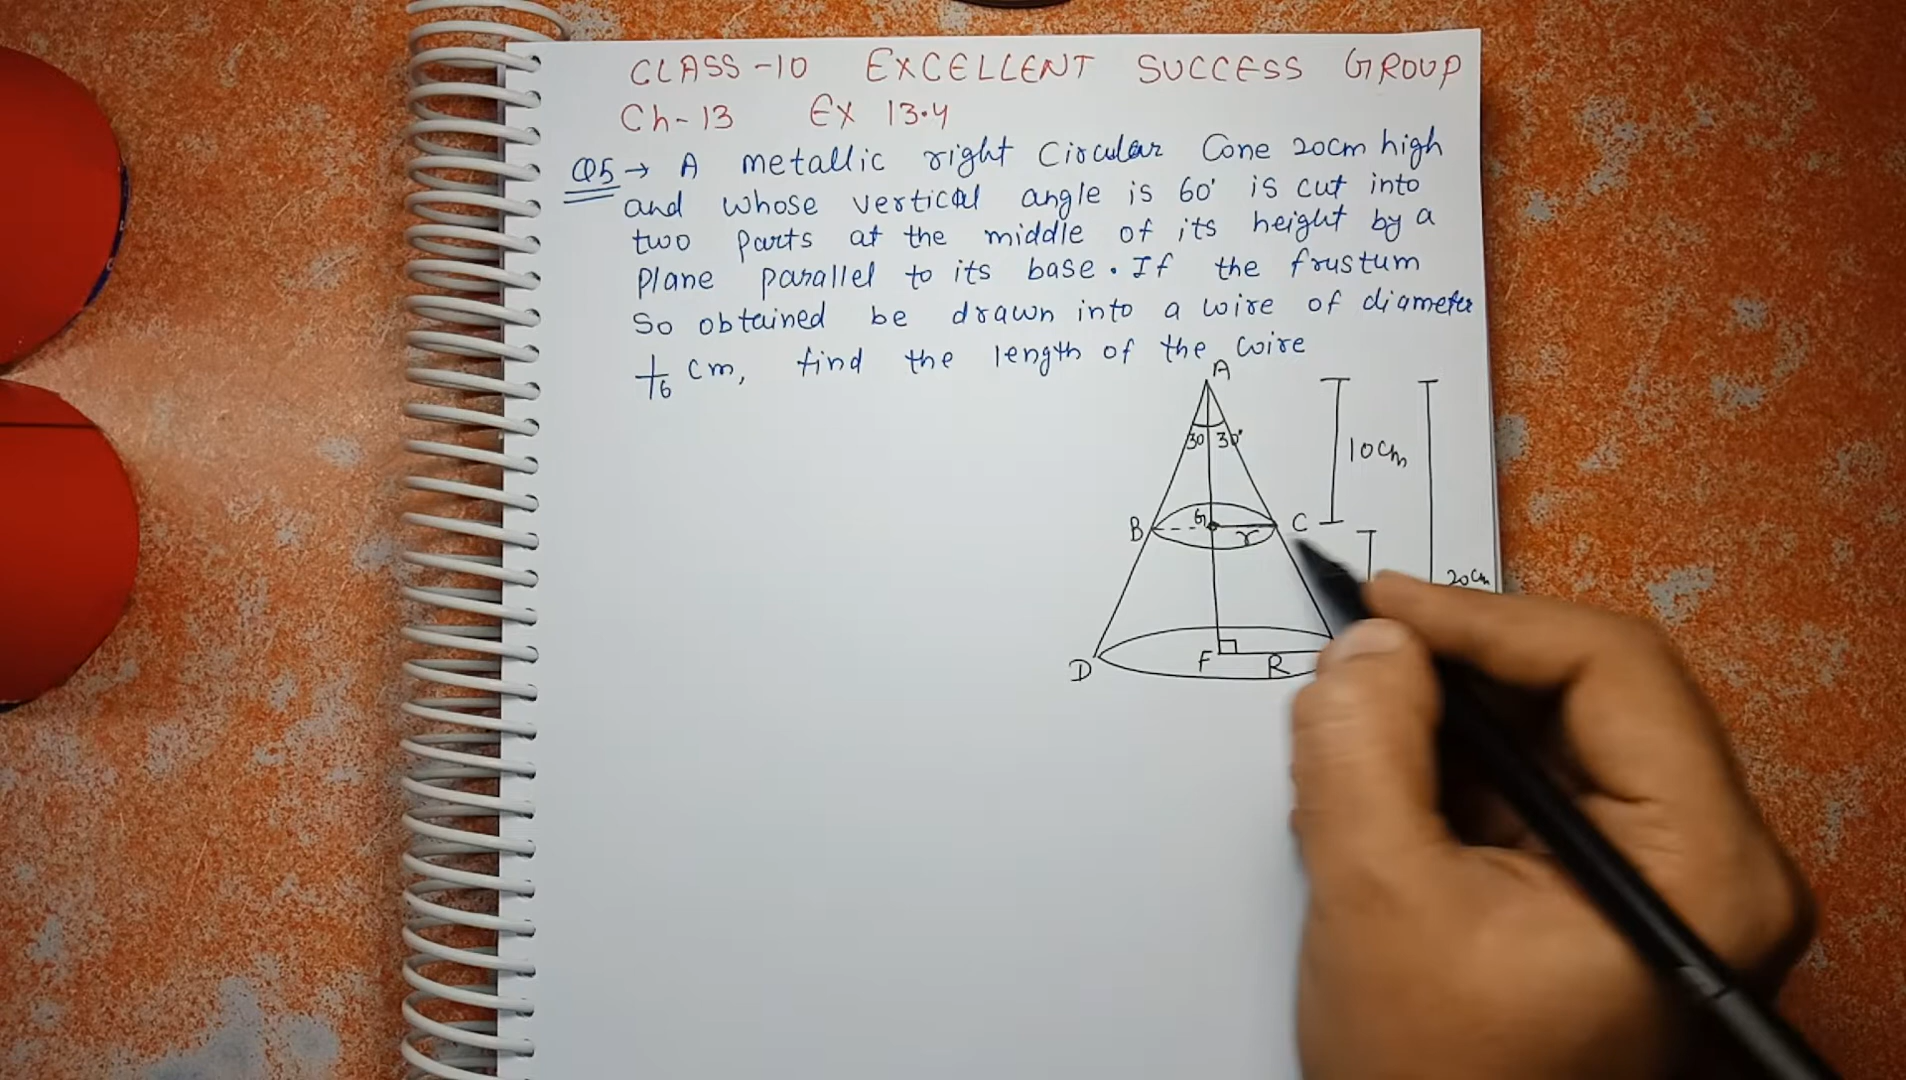 CLASS-10 EXCELLENT SUCCESS GROUP
Ch-13 EX 13.4
Q5→ A metallic right Circular Cone 20cm high
and whose vertical angle is 60° is cut into
two parts at the middle of its height by a
plane parallel to its base. If the frustum
So obtained be drawn into a wire of diameter
1/16 cm, find the length of the wire
A
30 30°
10cm
B G r C
20cm
D F R